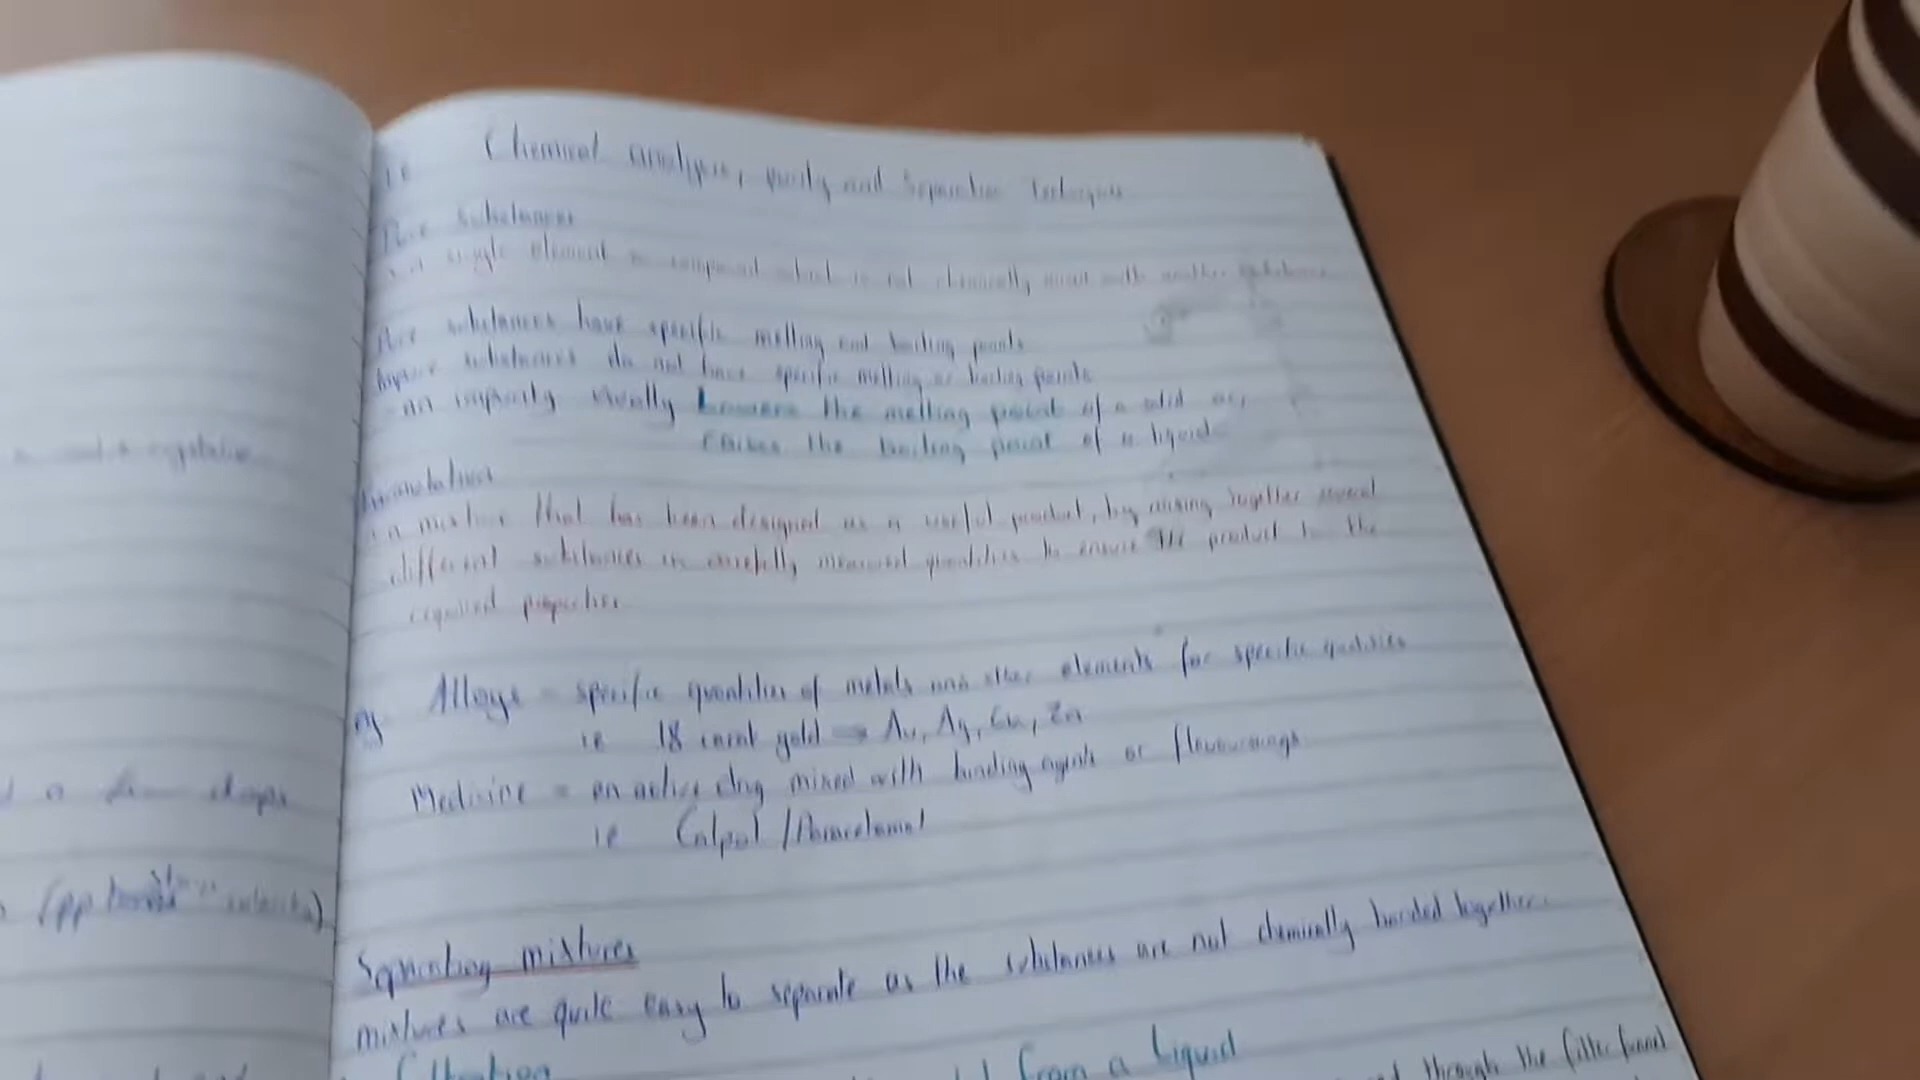 Chemical analysis, purity and Separation Techniques
Pure substances
a single element or compound which is not chemically mixed with another substance
Pure substances have specific melting and boiling points
Impure substances do not have specific melting or boiling points
an impurity usually Lowers the melting point of a solid or,
raises the boiling point of a liquid
Formulations
a mixture that has been designed as a useful product, by mixing together several
different substances in carefully measured quantities to ensure the product has the
required properties
eg Alloys = specific quantities of metals and other elements for specific qualities
ie 18 carat gold → Au, Ag, Cu, Zn
Medicine = an active drug mixed with binding agents or flavourings
ie Calpol / Paracetamol
Separating mixtures
mixtures are quite easy to separate as the substances are not chemically bonded together.
Filtration from a liquid
through the filter funnel
a few drops